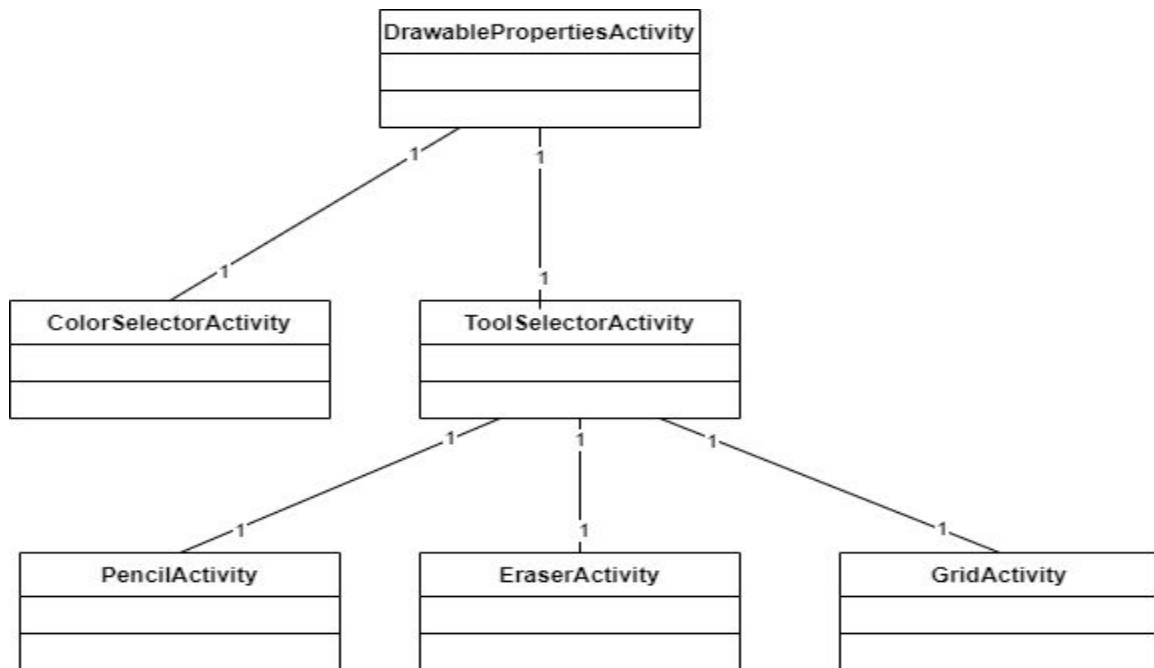 DrawablePropertiesActivity
1
1
1
1
ColorSelectorActivity
ToolSelectorActivity
1
1
1
1
1
1
PencilActivity
EraserActivity
GridActivity